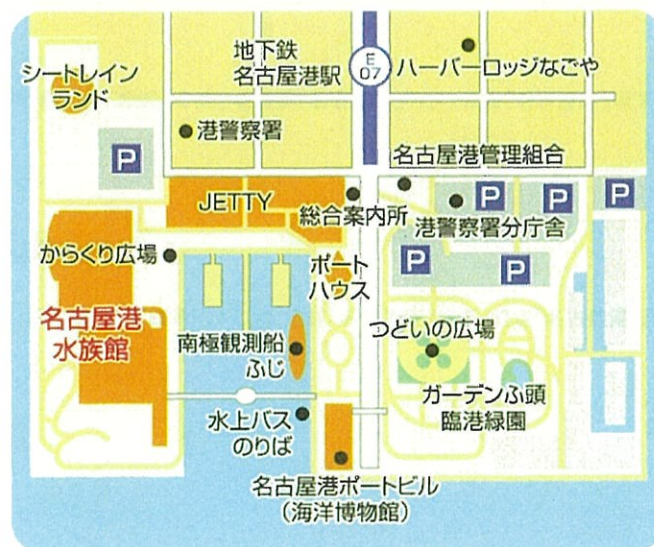 地下鉄
名古屋港駅
E
07
ハーバーロッジなごや
シートレイン
ランド
港警察署
P
名古屋港管理組合
JETTY
総合案内所
P
P
P
港警察署分庁舎
からくり広場
ポート
ハウス
P
P
名古屋港
水族館
南極観測船
ふじ
つどいの広場
ガーデンふ頭
臨港緑園
水上バス
のりば
名古屋港ポートビル
（海洋博物館）